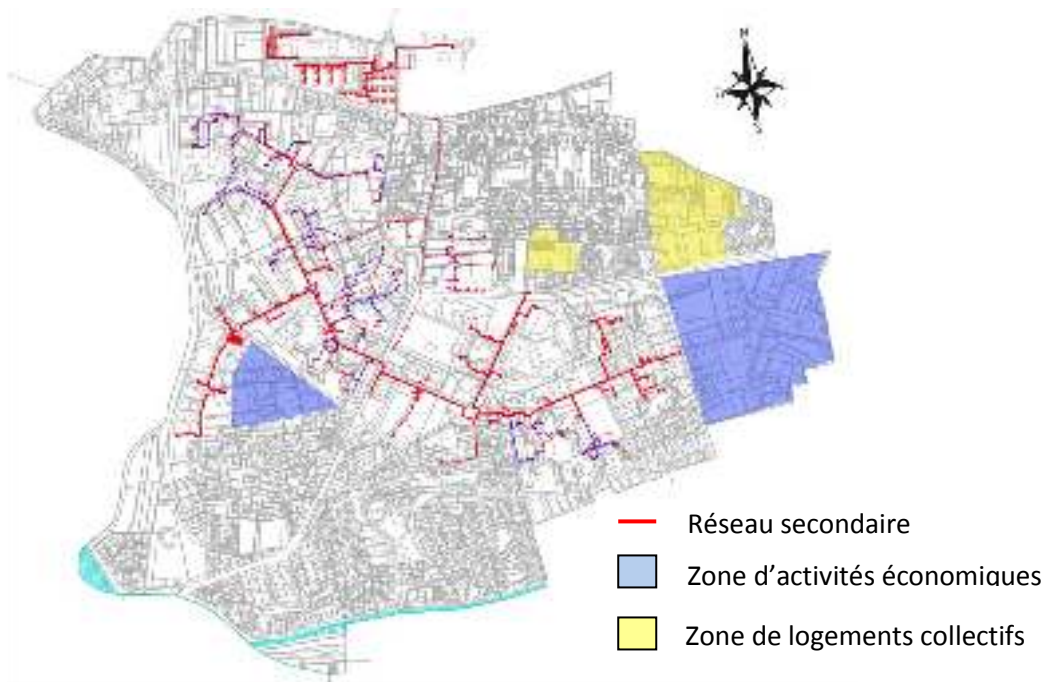 N
S
Réseau secondaire
Zone d'activités économiques
Zone de logements collectifs